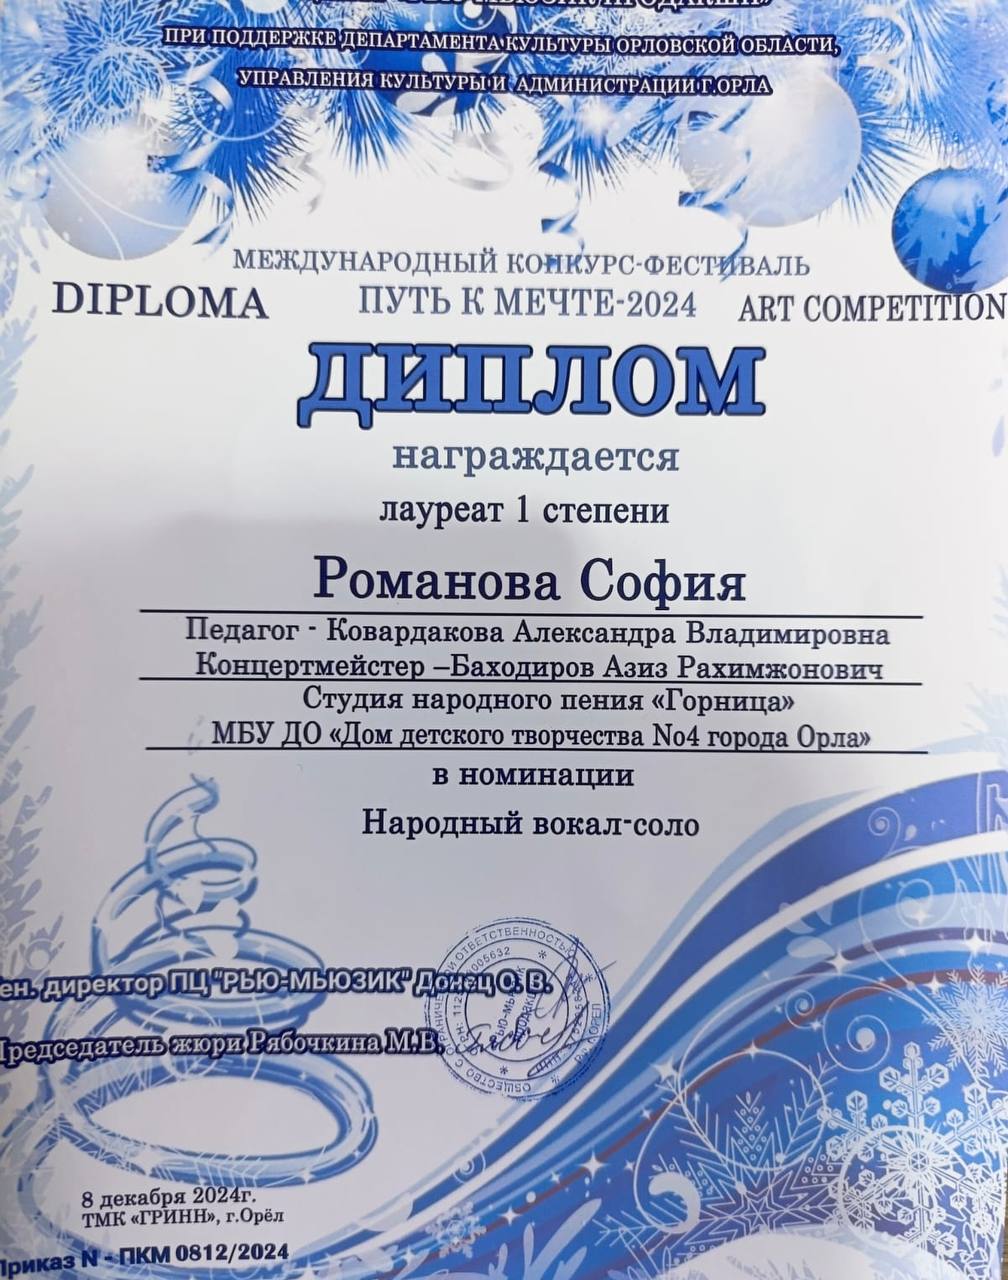 ПРИ ПОДДЕРЖКЕ ДЕПАРТАМЕНТА КУЛЬТУРЫ ОРЛОВСКОЙ ОБЛАСТИ,
УПРАВЛЕНИЯ КУЛЬТУРЫ И АДМИНИСТРАЦИИ Г.ОРЛА
МЕЖДУНАРОДНЫЙ КОНКУРС-ФЕСТИВАЛЬ
DIPLOMA ПУТЬ К МЕЧТЕ-2024 ART COMPETITION
ДИПЛОМ
награждается
лауреат 1 степени
Романова София
Педагог - Ковардакова Александра Владимировна
Концертмейстер –Баходиров Азиз Рахимжонович
Студия народного пения «Горница»
МБУ ДО «Дом детского творчества No4 города Орла»
в номинации
Народный вокал-соло
ен. директор ПЦ "РЬЮ-МЬЮЗИК" Донец О. В.
Председатель жюри Рябочкина М.В.
8 декабря 2024г.
ТМК «ГРИНН», г.Орёл
Приказ N - ПКМ 0812/2024